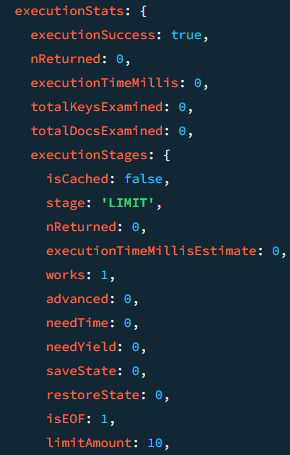 executionStats: {
executionSuccess: true,
nReturned: 0,
executionTimeMillis: 0,
totalKeysExamined: 0,
totalDocsExamined: 0,
executionStages: {
isCached: false,
stage: 'LIMIT',
nReturned: 0,
executionTimeMillisEstimate: 0,
works: 1,
advanced: 0,
needTime: 0,
needYield: 0,
saveState: 0,
restoreState: 0,
isEOF: 1,
limitAmount: 10,